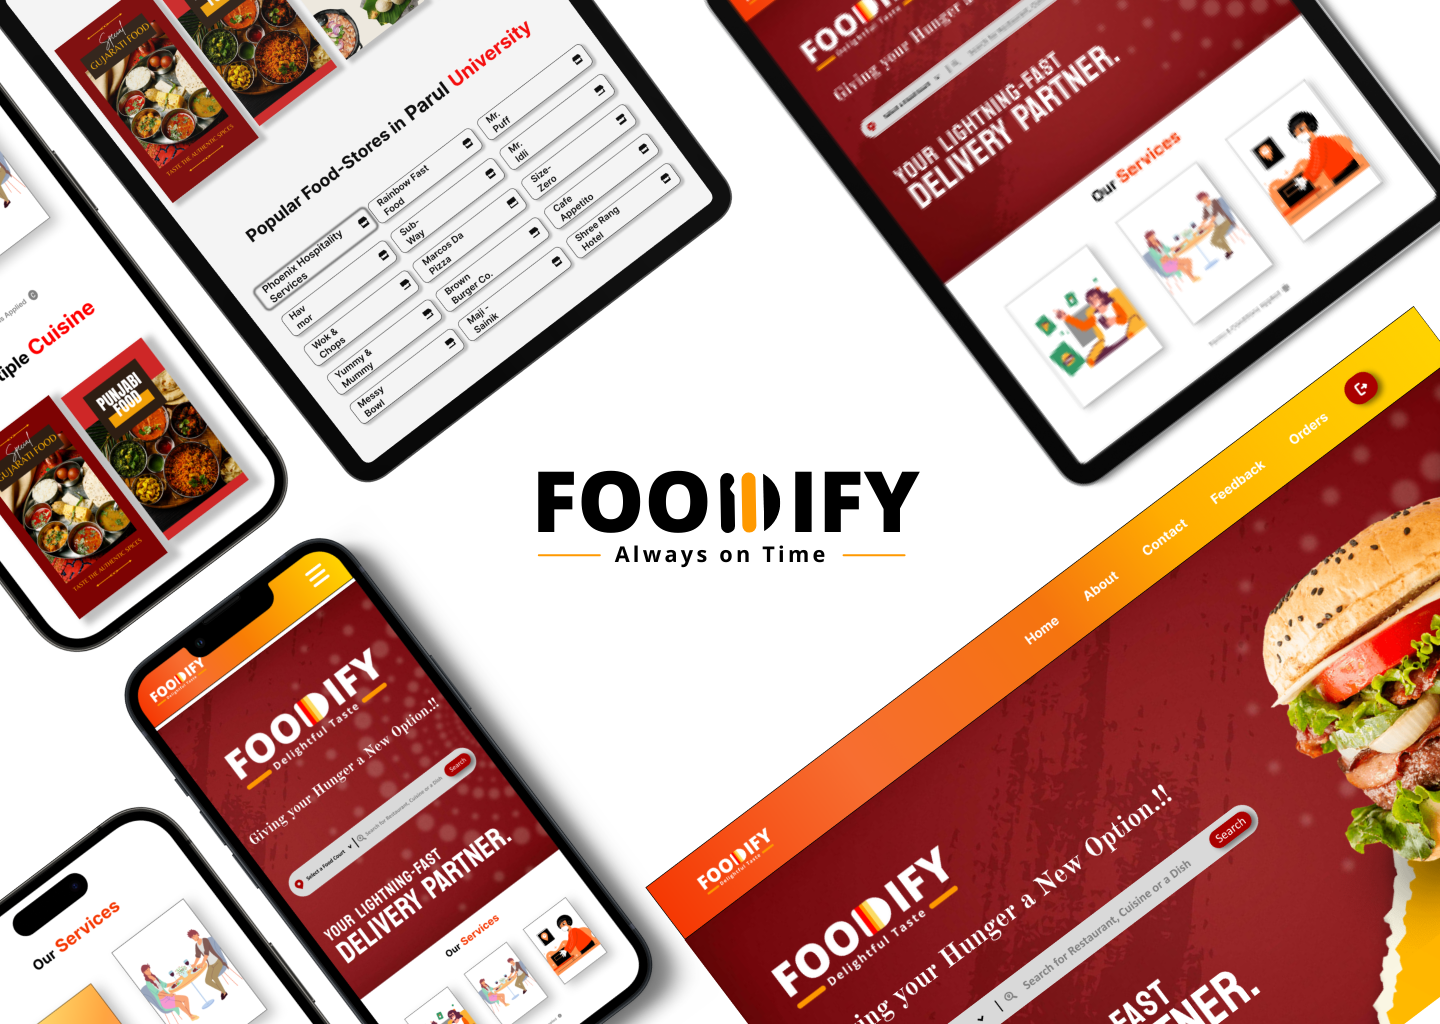 Special
GUJARATI FOOD
TASTE THE AUTHENTIC SPICES
Popular Food-Stores in Parul University
Phoenix Hospitality
Services
Rainbow Fast
Food
Mr.
Puff
Hav
mor
Sub-
Way
Mr.
Idli
Wok &
Chops
Marcos Da
Pizza
Size-
Zero
Yummy &
Mummy
Brown
Burger Co.
Cafe
Appetito
Messy
Bowl
Maji -
Sainik
Shree Rang
Hotel
FOODIFY
Delightful Taste
Giving your Hunger a
Search for Restaurant,
YOUR LIGHTNING-FAST
DELIVERY PARTNER.
Our Services
Terms & Conditions Applied
s Applied
tiple Cuisine
Special
GUJARATI FOOD
TASTE THE AUTHENTIC SPICES
PUNJABI
FOOD
FOODIFY
Always on Time
FOODIFY
Delightful Taste
FOODIFY
Delightful Taste
Giving your Hunger a New Option.!!
Select a Food Court
Search for Restaurant, Cuisine or a Dish
Search
YOUR LIGHTNING-FAST
DELIVERY PARTNER.
Our Services
Our Services
FOODIFY
Delightful Taste
Home
About
Contact
Feedback
Orders
FOODIFY
Delightful Taste
ing your Hunger a New Option.!!
Search for Restaurant, Cuisine or a Dish
Search
FAST
TNER.